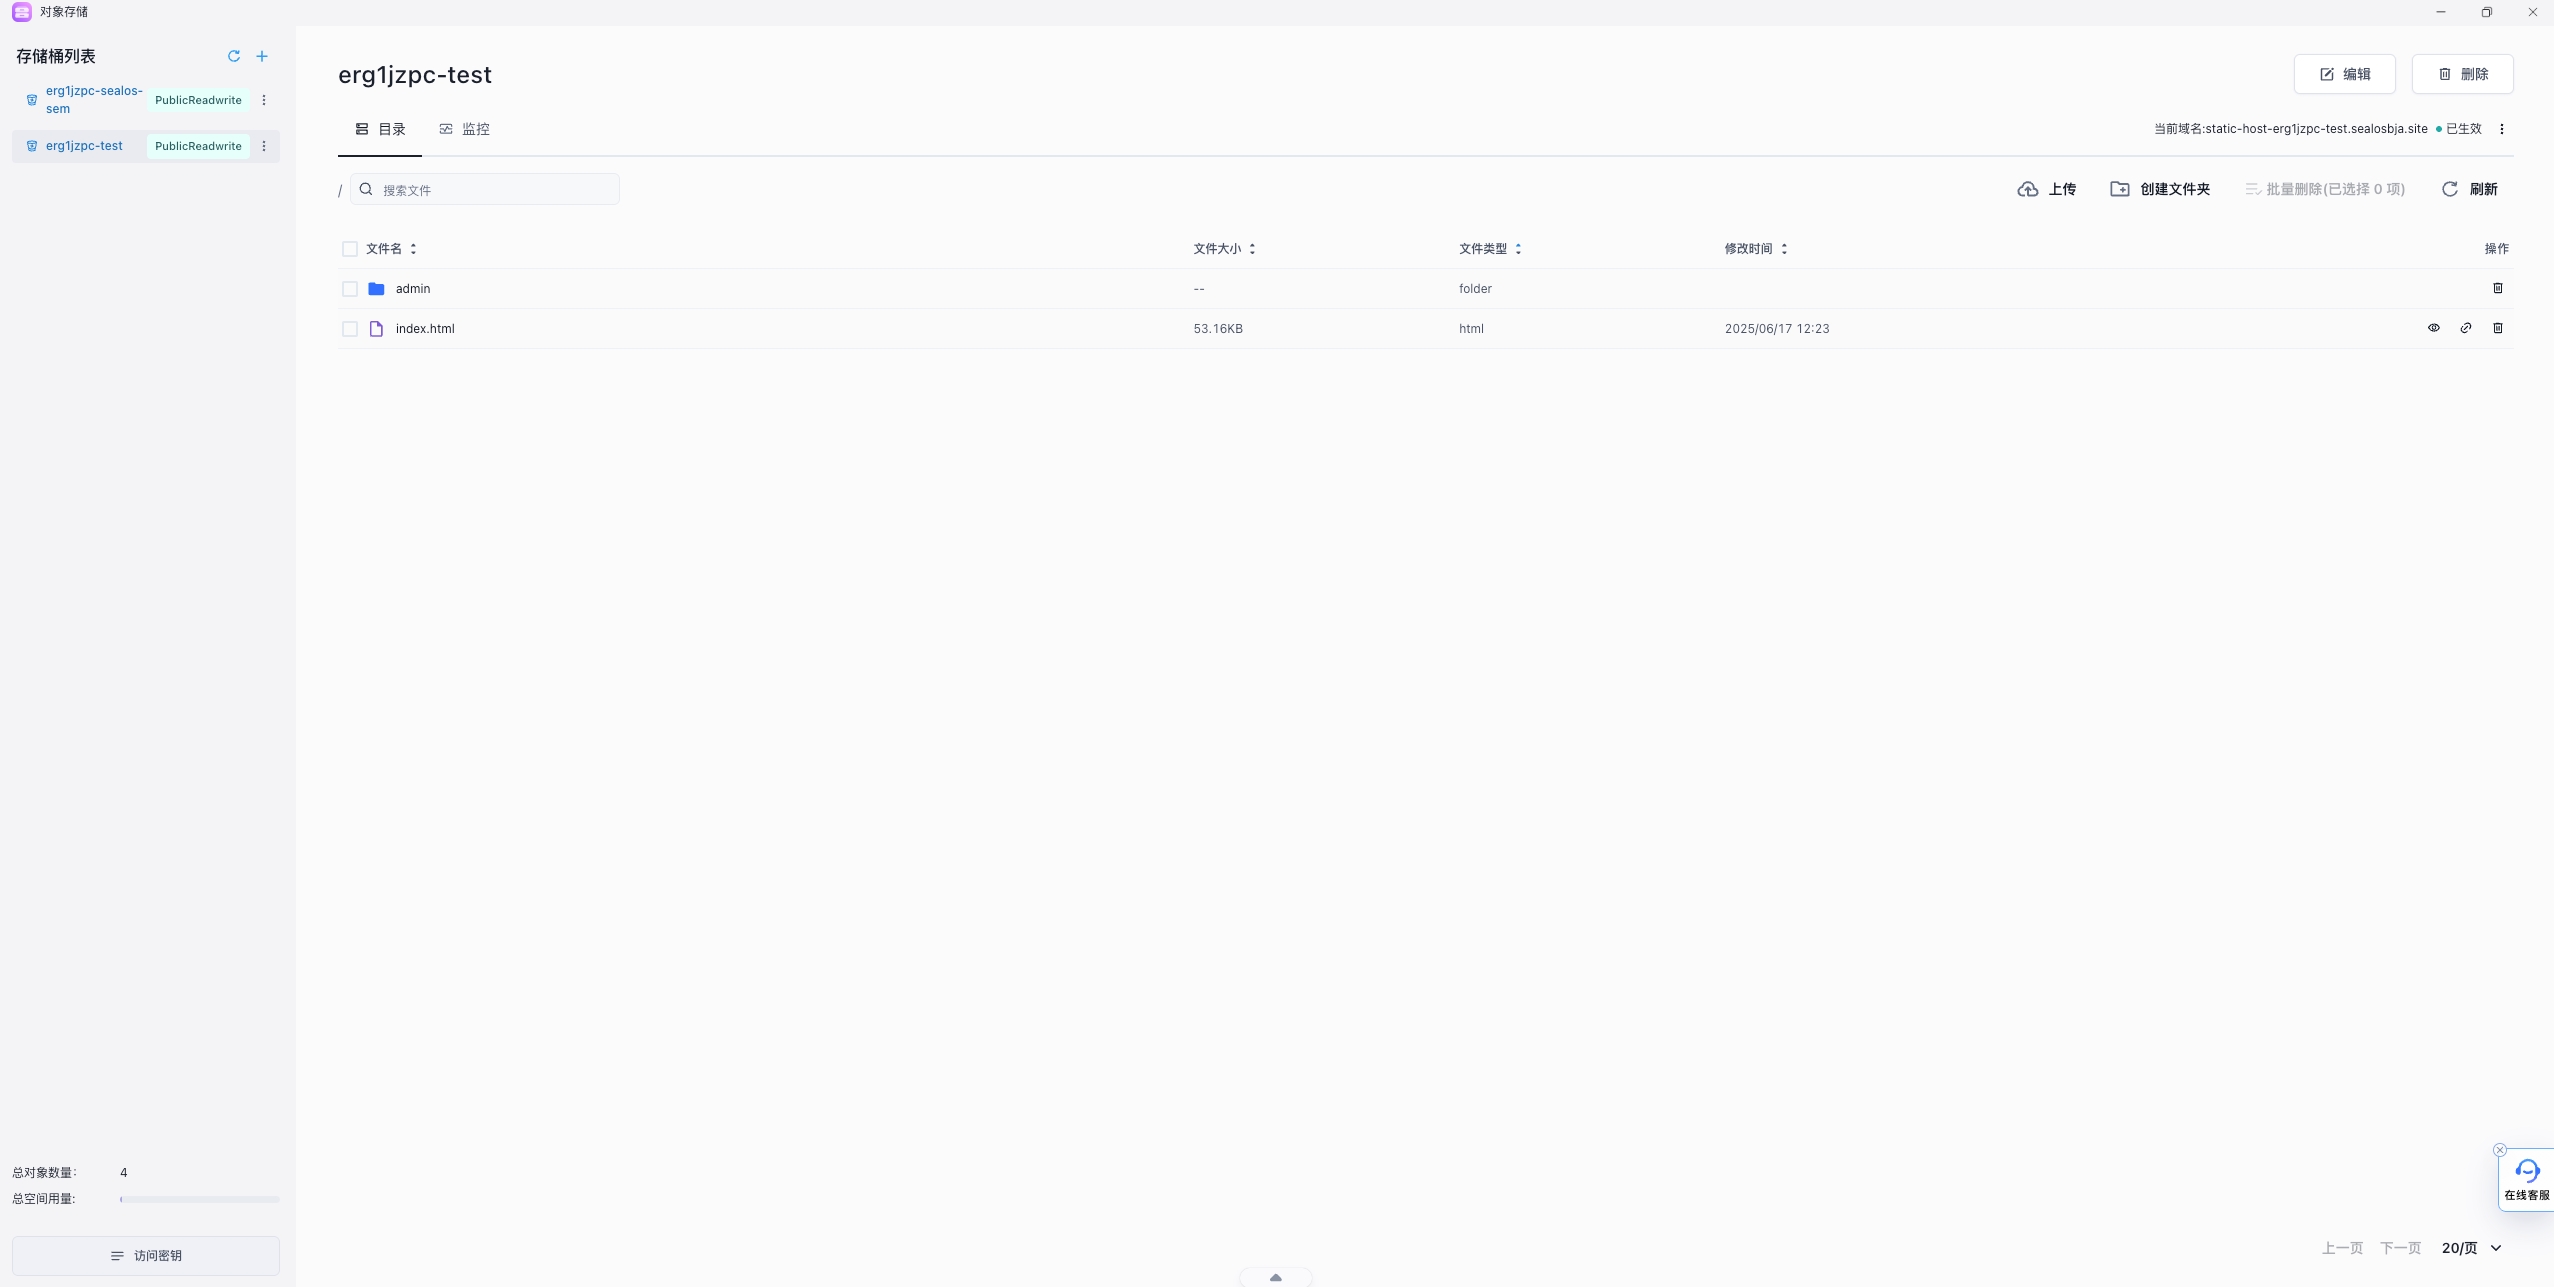 对象存储
存储桶列表
erg1jzpc-sealos-
sem
PublicReadwrite
erg1jzpc-test
PublicReadwrite
总对象数量:
4
总空间用量:
访问密钥
erg1jzpc-test
编辑
删除
目录
监控
当前域名:static-host-erg1jzpc-test.sealosbja.site
已生效
/
搜索文件
上传
创建文件夹
批量删除(已选择 0 项)
刷新
文件名
文件大小
文件类型
修改时间
操作
admin
--
folder
index.html
53.16KB
html
2025/06/17 12:23
在线客服
上一页
下一页
20/页